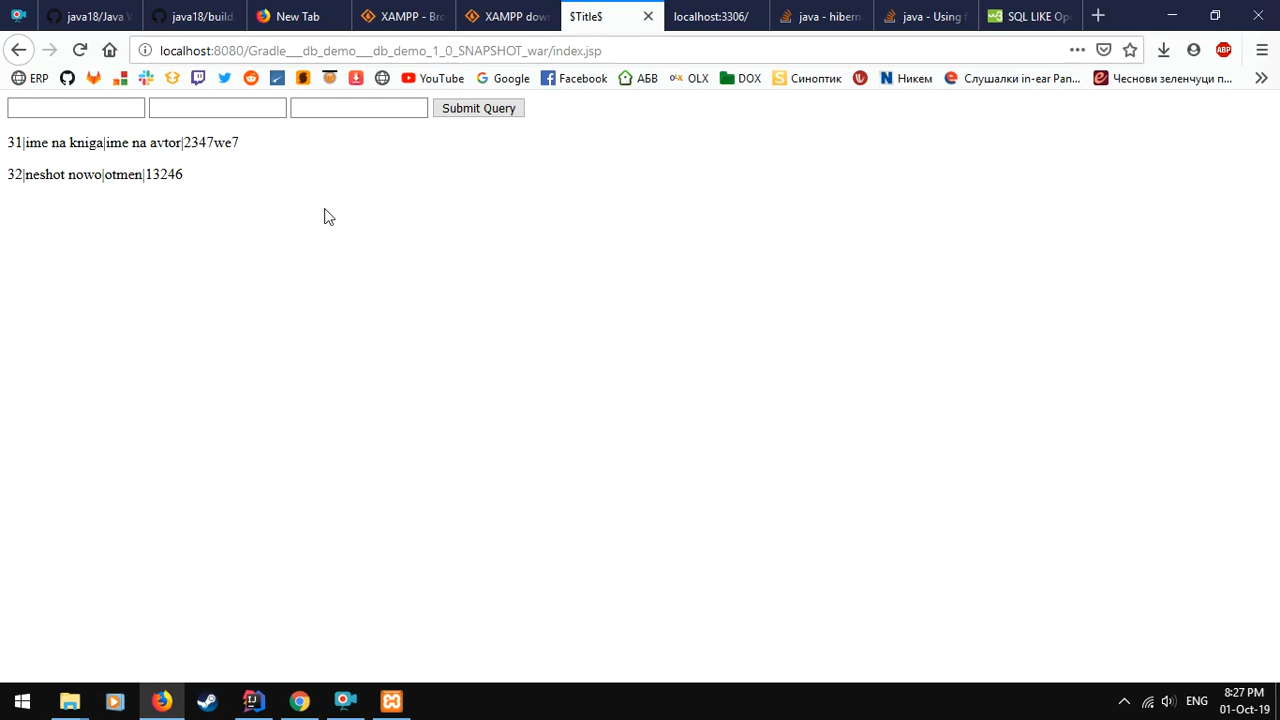 java18/Java V
java18/build.
New Tab
XAMPP - Bro
XAMPP dow
$Title$
localhost:3306/
java - hibern
java - Using f
SQL LIKE Ope
localhost:8080/Gradle___db_demo___db_demo_1_0_SNAPSHOT_war/index.jsp
ABP
ERP
YouTube
Google
Facebook
АБВ
OLX
DOX
Синоптик
Никем
Слушалки in-ear Pan...
Чеснови зеленчуци п...
Submit Query
31|ime na kniga|ime na avtor|2347we7
32|neshot nowo|otmen|13246
ENG
8:27 PM
01-Oct-19